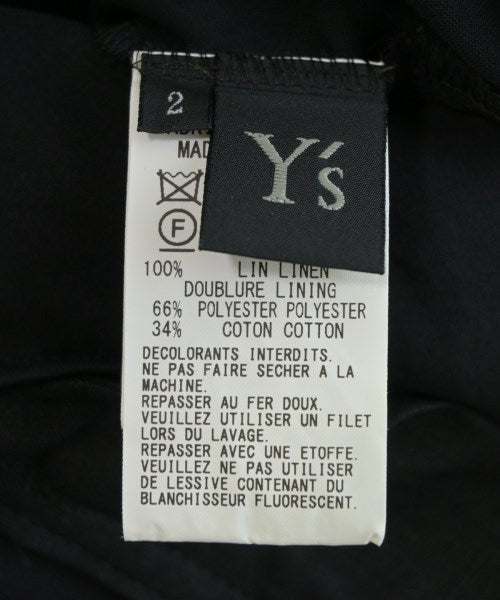 2
Y's
MAD
F
100% LIN LINEN
DOUBLURE LINING
66% POLYESTER POLYESTER
34% COTON COTTON
DECOLORANTS INTERDITS.
NE PAS FAIRE SECHER A LA
MACHINE.
REPASSER AU FER DOUX.
VEUILLEZ UTILISER UN FILET
LORS DU LAVAGE.
REPASSER AVEC UNE ETOFFE.
VEUILLEZ NE PAS UTILISER
DE LESSIVE CONTENANT DU
BLANCHISSEUR FLUORESCENT.